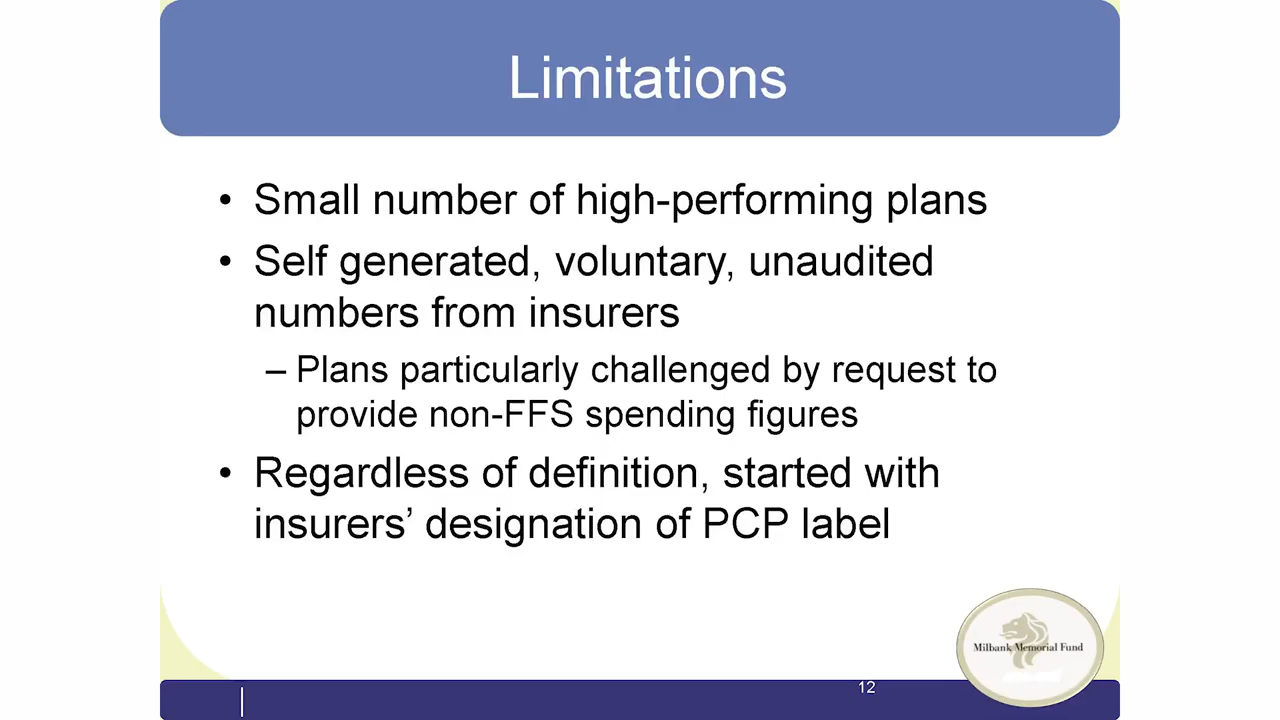 Limitations
• Small number of high-performing plans
• Self generated, voluntary, unaudited
numbers from insurers
– Plans particularly challenged by request to
provide non-FFS spending figures
• Regardless of definition, started with
insurers’ designation of PCP label
Milbank Memorial Fund
12